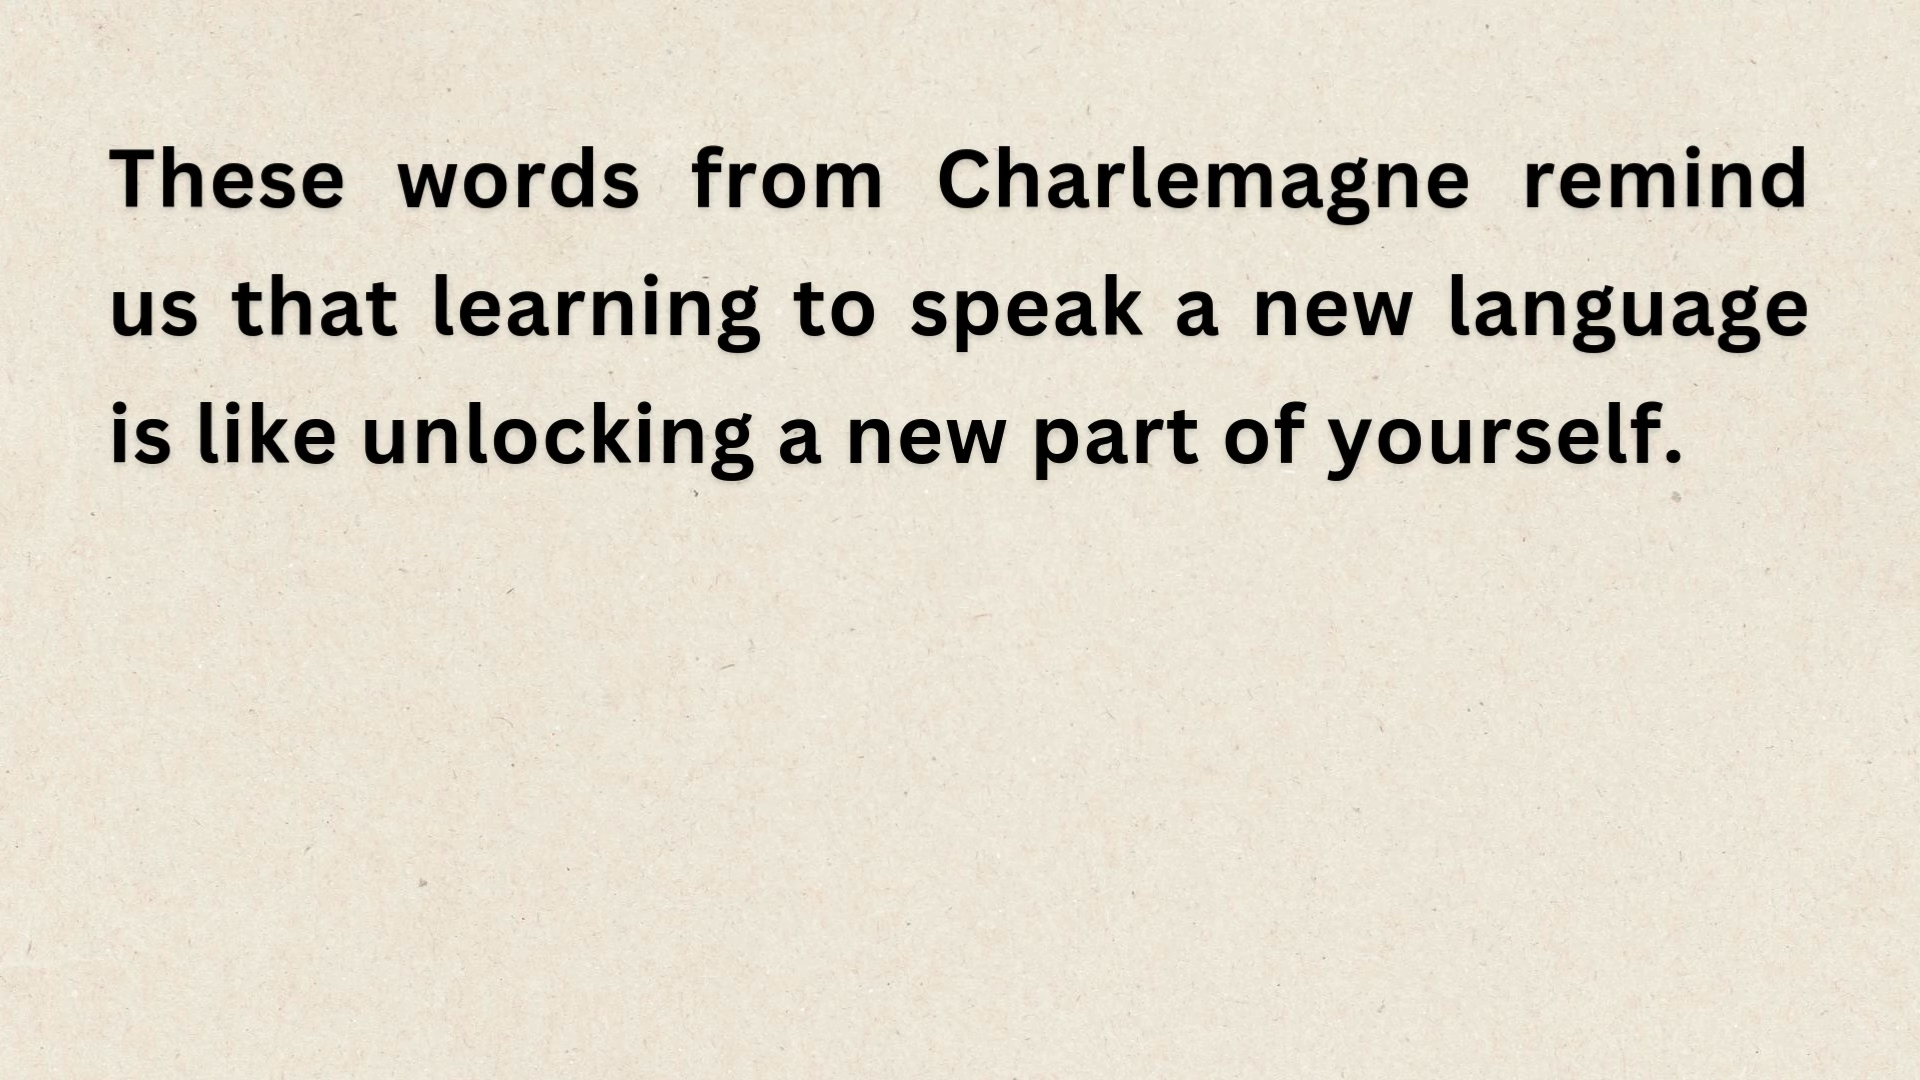 These words from Charlemagne remind
us that learning to speak a new language
is like unlocking a new part of yourself.